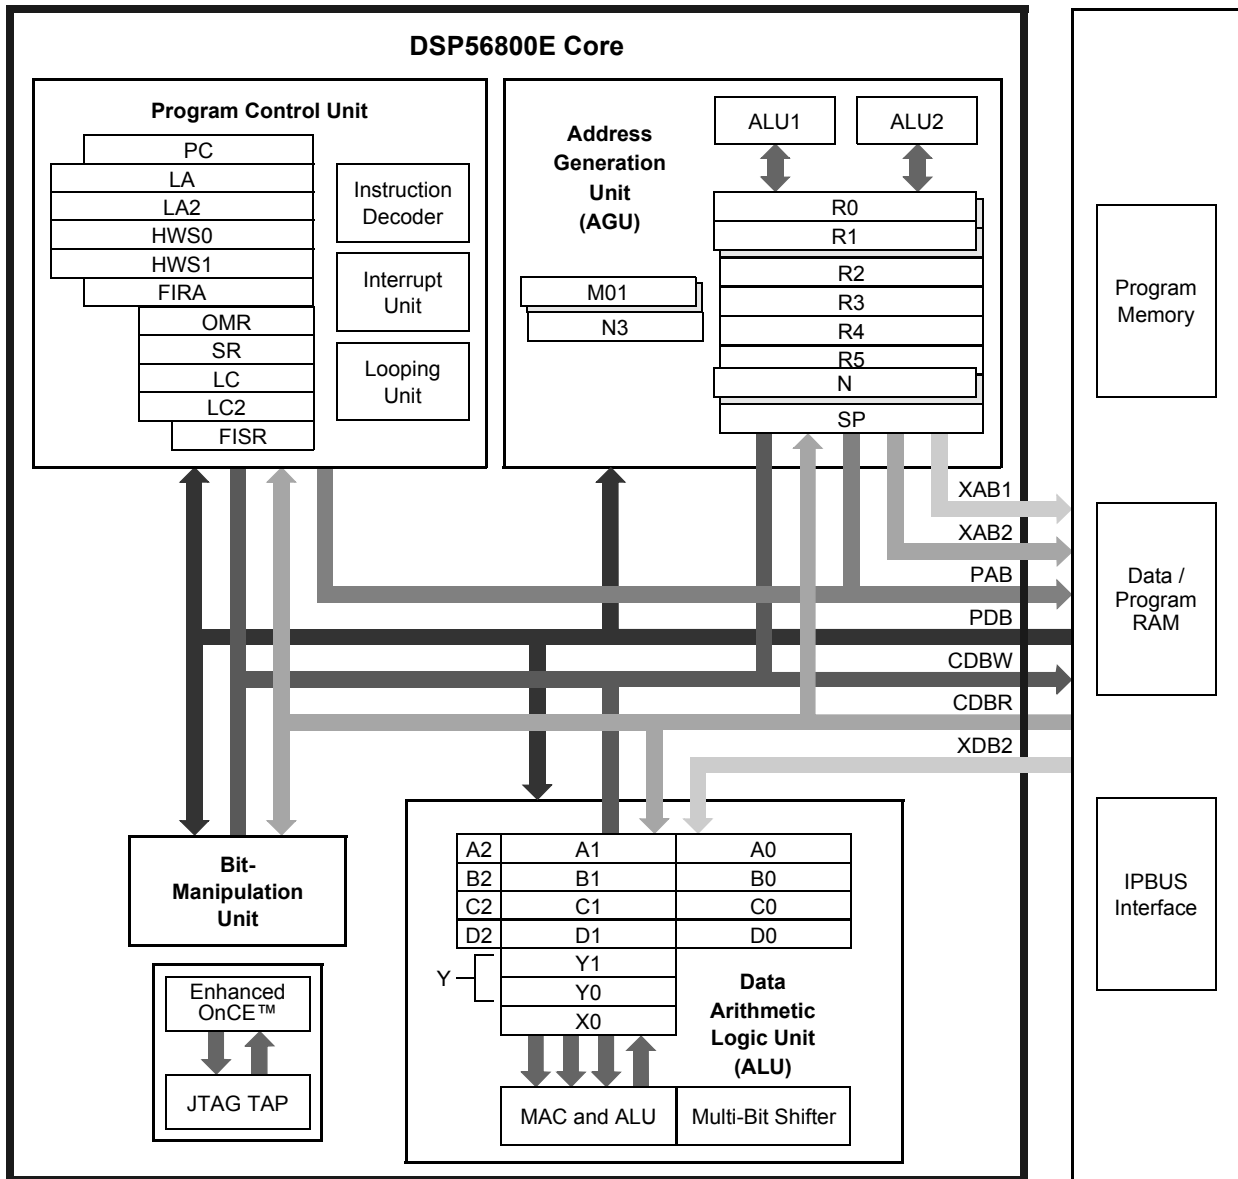 DSP56800E Core
Program Control Unit
PC
LA
LA2
HWS0
HWS1
FIRA
OMR
SR
LC
LC2
FISR
Instruction
Decoder
Interrupt
Unit
Looping
Unit
Address
Generation
Unit
(AGU)
ALU1
ALU2
R0
R1
R2
R3
R4
R5
N
SP
M01
N3
XAB1
XAB2
PAB
PDB
CDBW
CDBR
XDB2
Program
Memory
Data /
Program
RAM
IPBUS
Interface
Bit-
Manipulation
Unit
Enhanced
OnCE™
JTAG TAP
A2 A1 A0
B2 B1 B0
C2 C1 C0
D2 D1 D0
Y
Y1
Y0
X0
Data
Arithmetic
Logic Unit
(ALU)
MAC and ALU
Multi-Bit Shifter